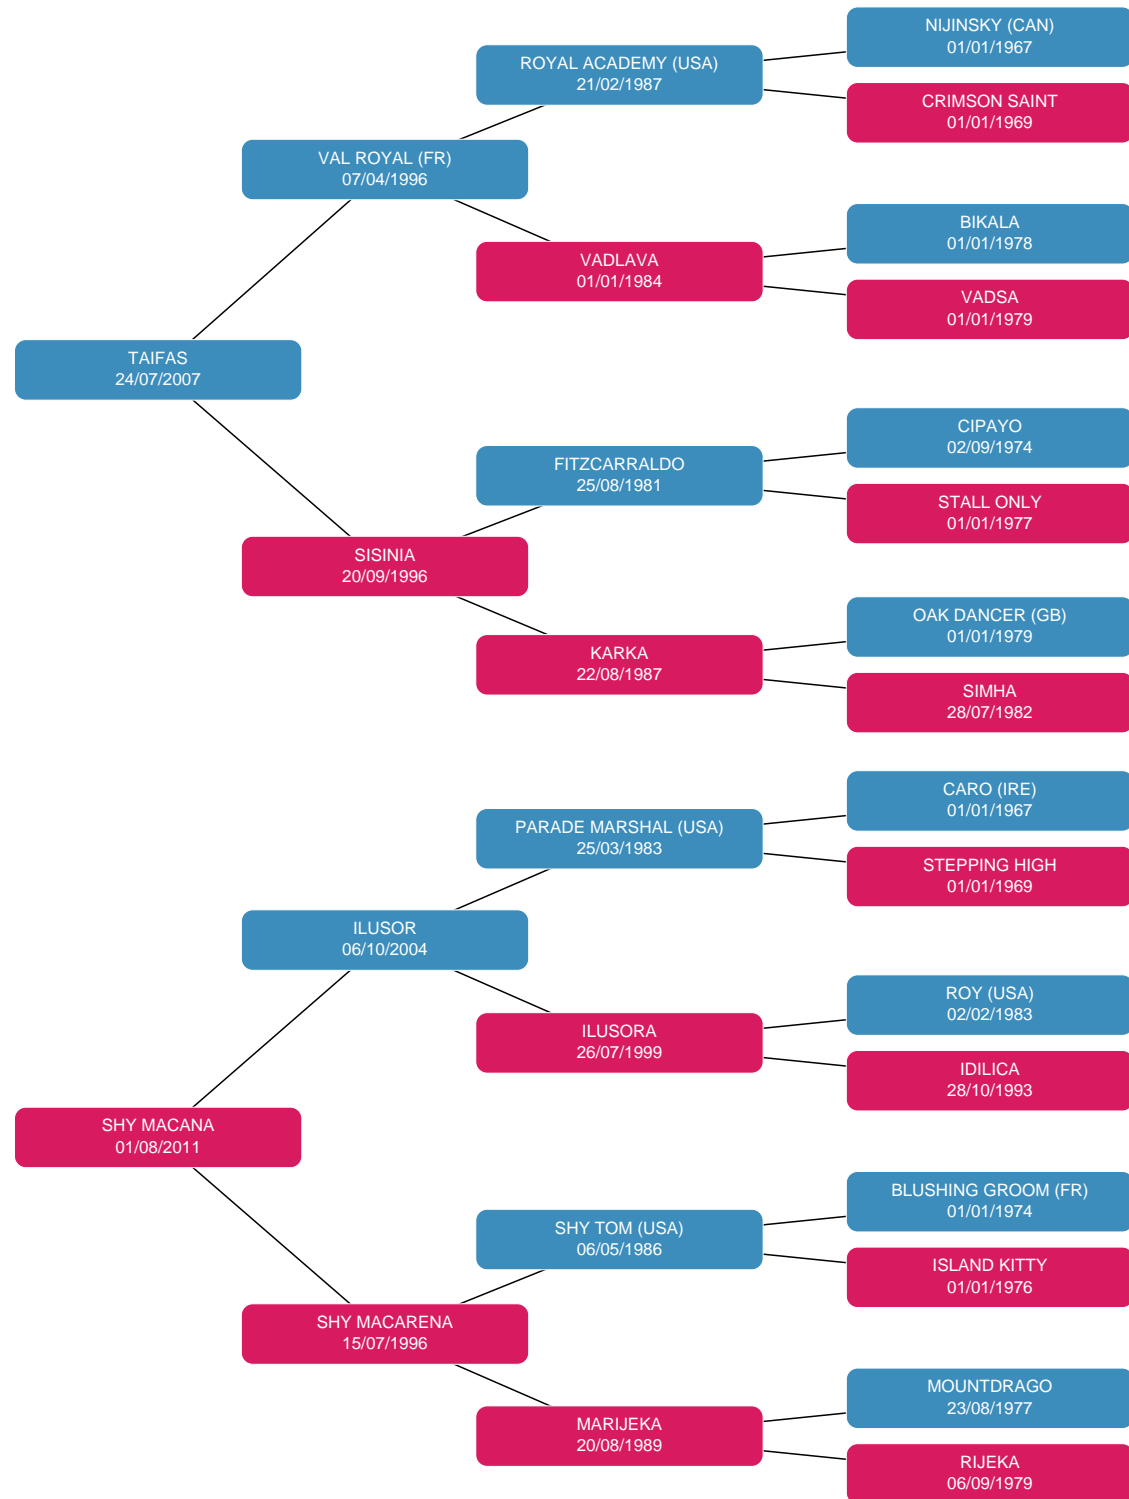 NIJINSKY (CAN)
01/01/1967
ROYAL ACADEMY (USA)
21/02/1987
CRIMSON SAINT
01/01/1969
VAL ROYAL (FR)
07/04/1996
BIKALA
01/01/1978
VADLAVA
01/01/1984
VADSA
01/01/1979
TAIFAS
24/07/2007
CIPAYO
02/09/1974
FITZCARRALDO
25/08/1981
STALL ONLY
01/01/1977
SISINIA
20/09/1996
OAK DANCER (GB)
01/01/1979
KARKA
22/08/1987
SIMHA
28/07/1982
CARO (IRE)
01/01/1967
PARADE MARSHAL (USA)
25/03/1983
STEPPING HIGH
01/01/1969
ILUSOR
06/10/2004
ROY (USA)
02/02/1983
ILUSORA
26/07/1999
IDILICA
28/10/1993
SHY MACANA
01/08/2011
BLUSHING GROOM (FR)
01/01/1974
SHY TOM (USA)
06/05/1986
ISLAND KITTY
01/01/1976
SHY MACARENA
15/07/1996
MOUNTDRAGO
23/08/1977
MARIJEKA
20/08/1989
RIJEKA
06/09/1979